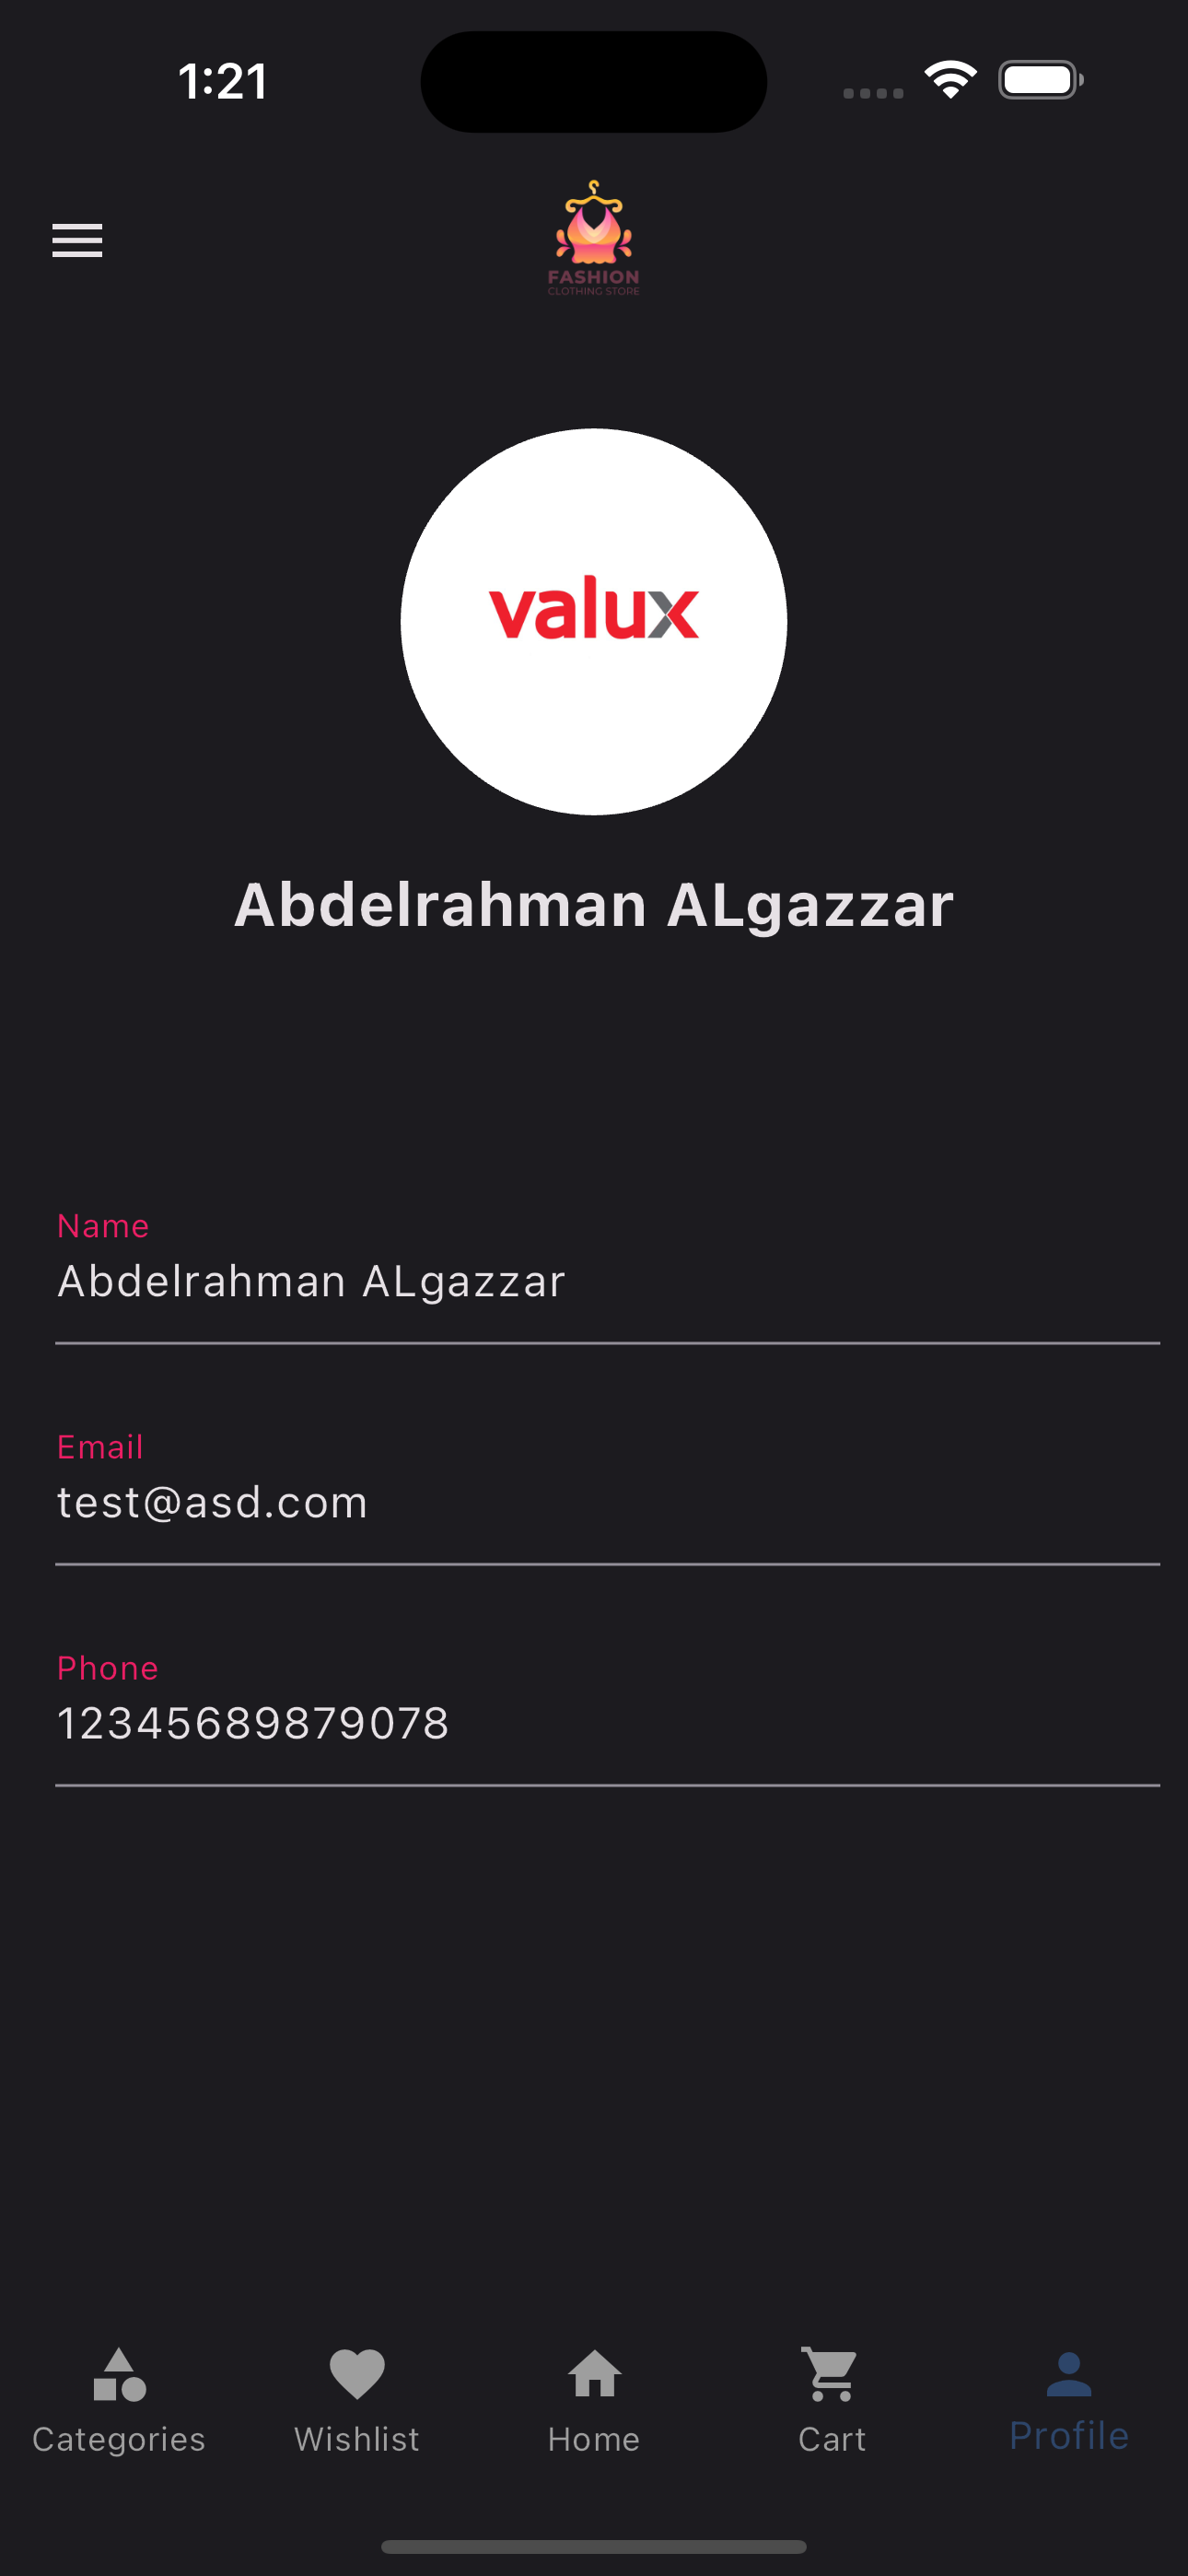 1:21
FASHION
CLOTHING STORE
valux
Abdelrahman ALgazzar
Name
Abdelrahman ALgazzar
Email
test@asd.com
Phone
12345689879078
Categories
Wishlist
Home
Cart
Profile